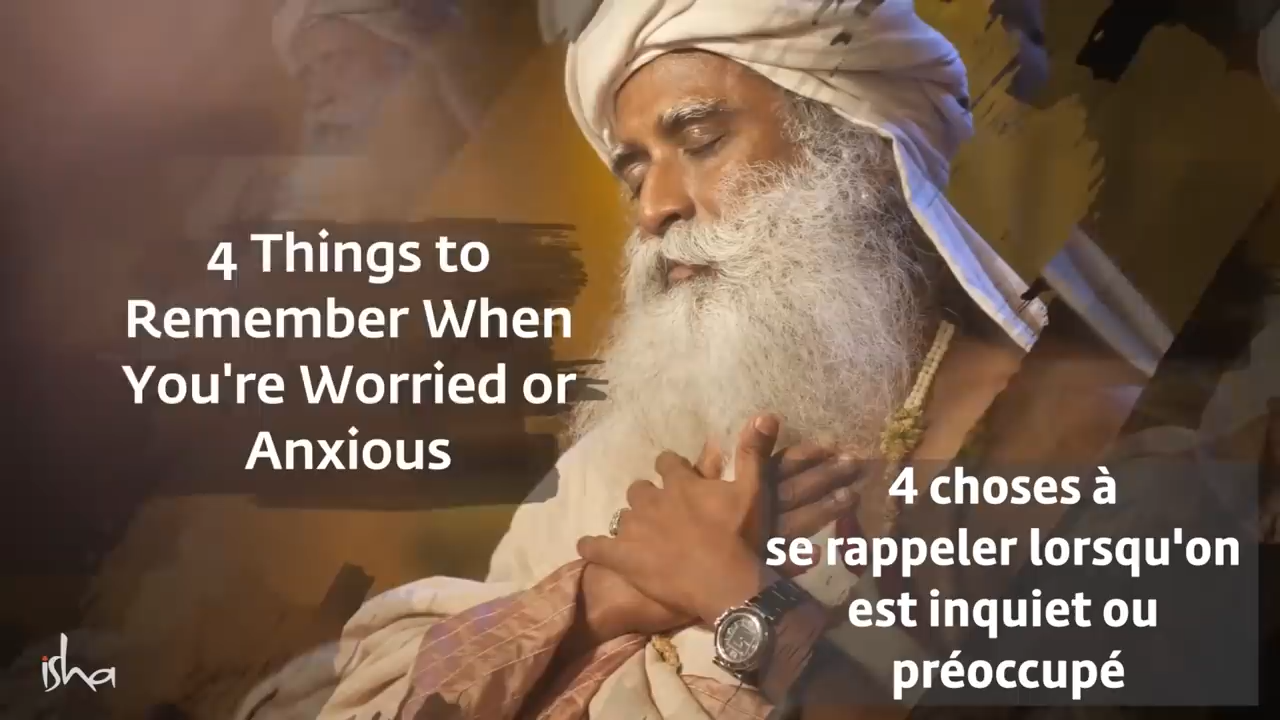 4 Things to
Remember When
You're Worried or
Anxious
4 choses à
se rappeler lorsqu'on
est inquiet ou
préoccupé
isha